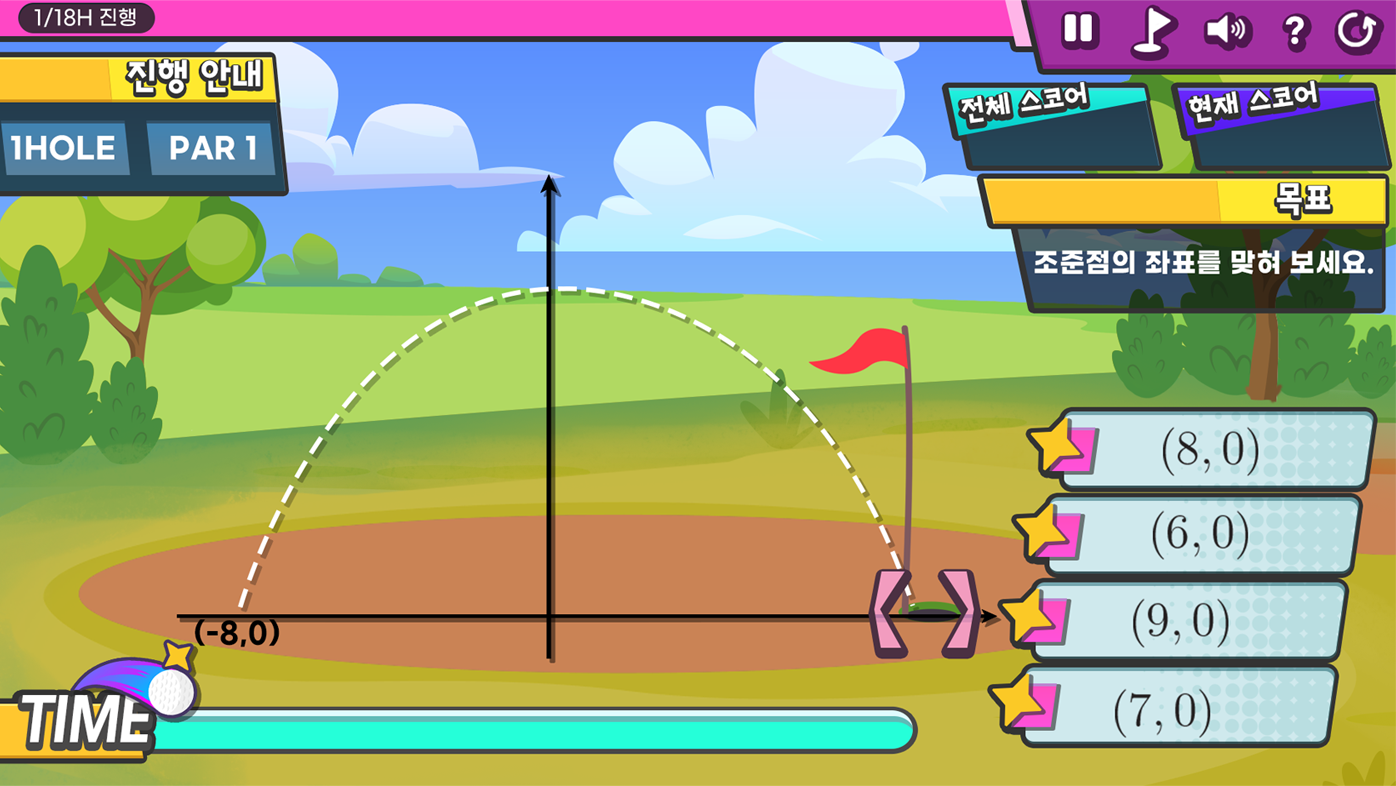 1/18H 진행
진행 안내
1HOLE
PAR 1
전체 스코어
현재 스코어
목표
조준점의 좌표를 맞혀 보세요.
(8,0)
(6,0)
(9,0)
(7,0)
(-8,0)
TIME